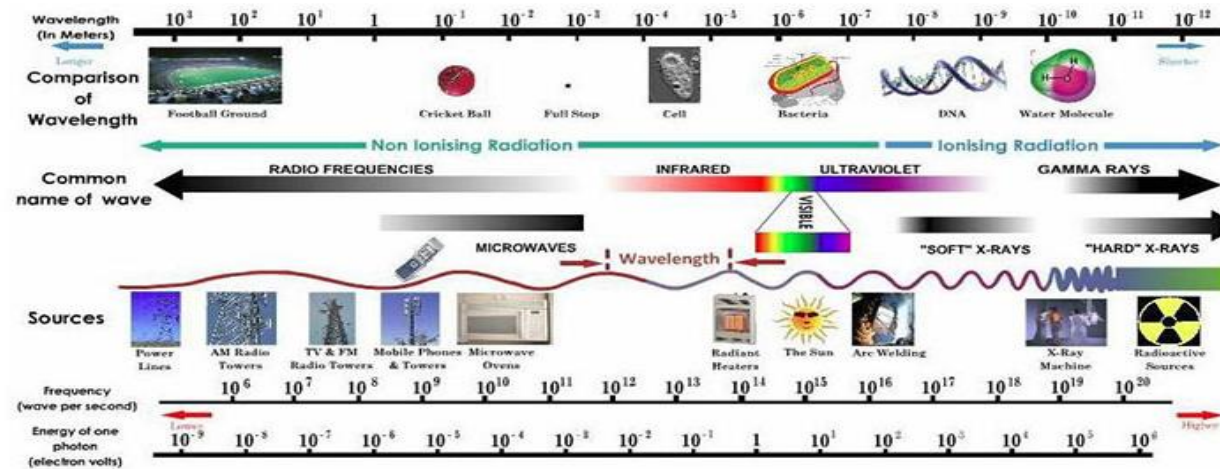 Wavelength
(In Meters)
10³ 10² 10¹ 1 10⁻¹ 10⁻² 10⁻³ 10⁻⁴ 10⁻⁵ 10⁻⁶ 10⁻⁷ 10⁻⁸ 10⁻⁹ 10⁻¹⁰ 10⁻¹¹ 10⁻¹²
Longer
Shorter
Comparison
of
Wavelength
Football Ground
Cricket Ball
Full Stop
Cell
Bacteria
DNA
Water Molecule
H
H
O
Non Ionising Radiation
Ionising Radiation
Common
name of wave
RADIO FREQUENCIES
INFRARED
ULTRAVIOLET
GAMMA RAYS
VISIBLE
MICROWAVES
"SOFT" X-RAYS
"HARD" X-RAYS
Wavelength
Sources
Power
Lines
AM Radio
Towers
TV & FM
Radio Towers
Mobile Phones
& Towers
Microwave
Ovens
Radiant
Heaters
The Sun
Arc Welding
X-Ray
Machine
Radioactive
Sources
Frequency
(wave per second)
10⁶ 10⁷ 10⁸ 10⁹ 10¹⁰ 10¹¹ 10¹² 10¹³ 10¹⁴ 10¹⁵ 10¹⁶ 10¹⁷ 10¹⁸ 10¹⁹ 10²⁰
Lower
Higher
Energy of one
photon
(electron volts)
10⁻⁹ 10⁻⁸ 10⁻⁷ 10⁻⁶ 10⁻⁵ 10⁻⁴ 10⁻³ 10⁻² 10⁻¹ 1 10¹ 10² 10³ 10⁴ 10⁵ 10⁶